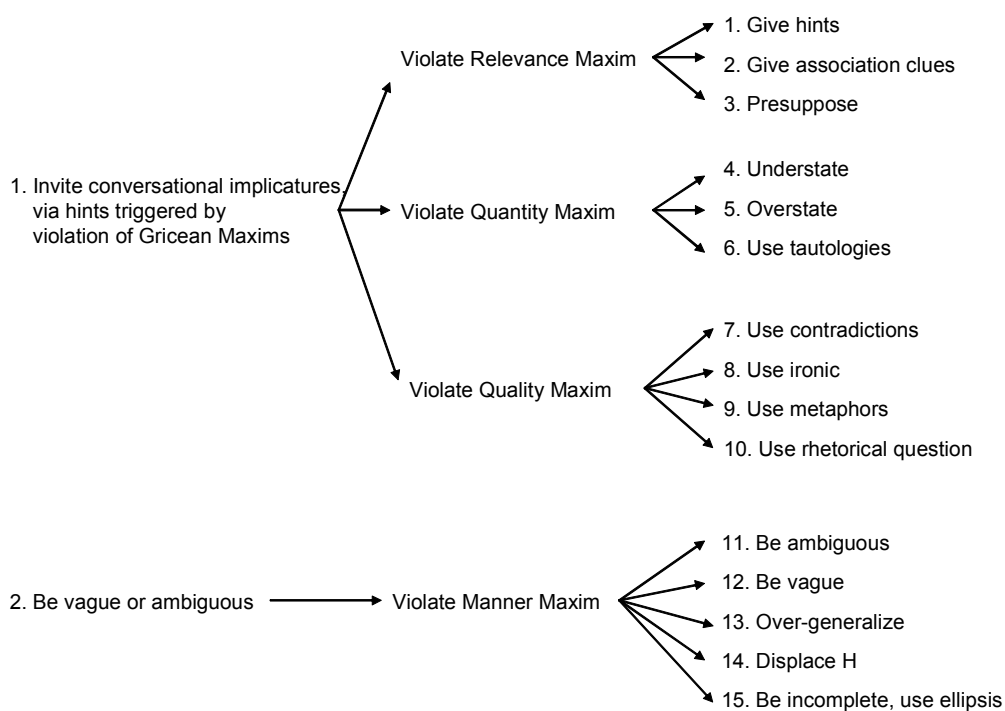 1. Give hints
Violate Relevance Maxim
2. Give association clues
3. Presuppose
1. Invite conversational implicatures,
via hints triggered by
violation of Gricean Maxims
4. Understate
Violate Quantity Maxim
5. Overstate
6. Use tautologies
7. Use contradictions
8. Use ironic
Violate Quality Maxim
9. Use metaphors
10. Use rhetorical question
11. Be ambiguous
12. Be vague
2. Be vague or ambiguous
Violate Manner Maxim
13. Over-generalize
14. Displace H
15. Be incomplete, use ellipsis